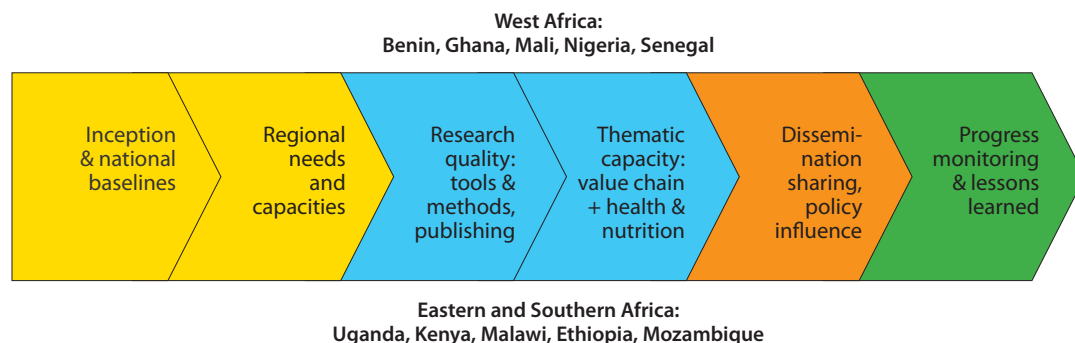 West Africa:
Benin, Ghana, Mali, Nigeria, Senegal
Inception
& national
baselines
Regional
needs
and
capacities
Research
quality:
tools &
methods,
publishing
Thematic
capacity:
value chain
+ health &
nutrition
Dissemi-
nation
sharing,
policy
influence
Progress
monitoring
& lessons
learned
Eastern and Southern Africa:
Uganda, Kenya, Malawi, Ethiopia, Mozambique